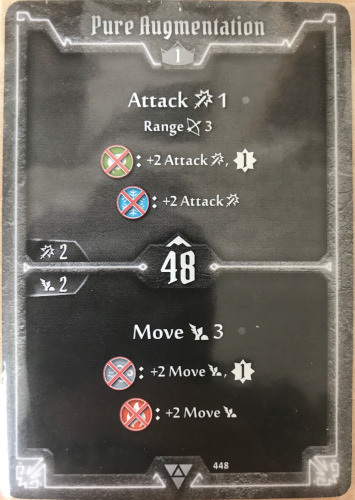 Pure Augmentation
1
Attack 1
Range 3
: +2 Attack , 1
: +2 Attack
2
48
2
Move 3
: +2 Move , 1
: +2 Move
448